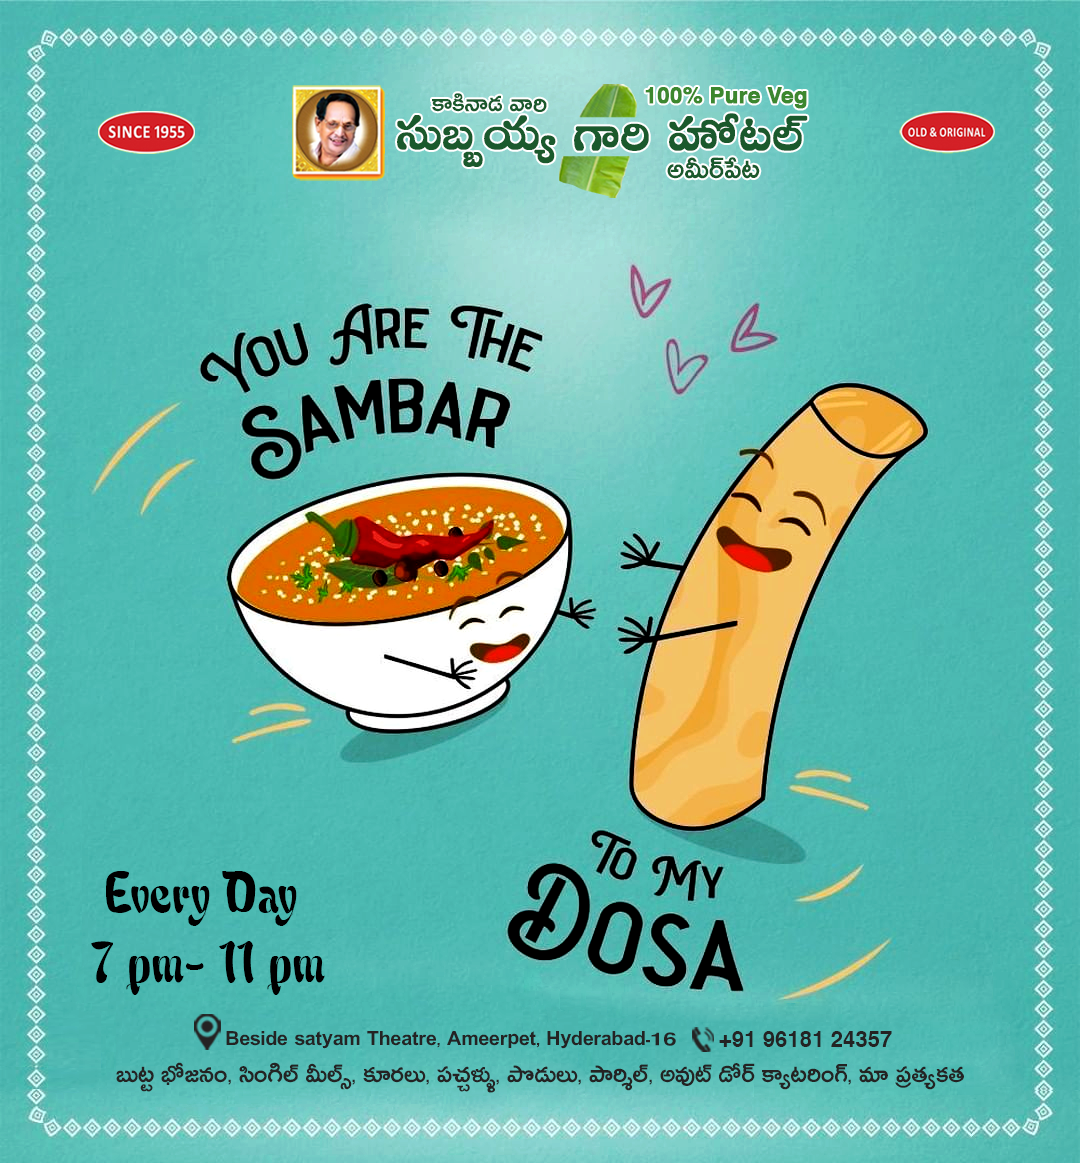 SINCE 1955
కాకినాడ వారి
100% Pure Veg
సుబ్బయ్య గారి హోటల్
అమీర్‌పేట
OLD & ORIGINAL
YOU ARE THE
SAMBAR
TO MY
DOSA
Every Day
7 pm- 11 pm
Beside satyam Theatre, Ameerpet, Hyderabad-16 +91 96181 24357
బుట్ట భోజనం, సింగిల్ మీల్స్, కూరలు, పచ్చళ్ళు, పొడులు, పార్శిల్, అవుట్ డోర్ క్యాటరింగ్, మా ప్రత్యకత